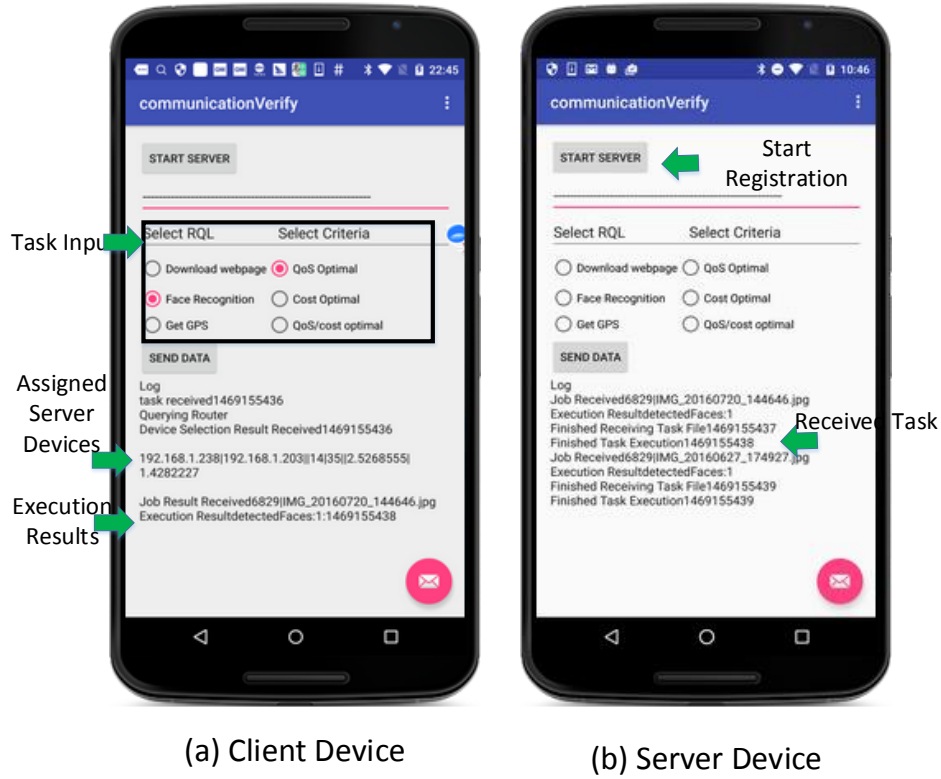 22:45
communicationVerify
START SERVER
Task Inpu
Select RQL Select Criteria
Download webpage QoS Optimal
Face Recognition Cost Optimal
Get GPS QoS/cost optimal
SEND DATA
Log
task received1469155436
Querying Router
Device Selection Result Received1469155436
Assigned
Server
Devices
192.168.1.238|192.168.1.203||14|35||2.5268555|
1.4282227
Execution
Results
Job Result Received6829|IMG_20160720_144646.jpg
Execution ResultdetectedFaces:1:1469155438
(a) Client Device
10:46
communicationVerify
START SERVER
Start
Registration
Select RQL Select Criteria
Download webpage QoS Optimal
Face Recognition Cost Optimal
Get GPS QoS/cost optimal
SEND DATA
Log
Job Received6829|IMG_20160720_144646.jpg
Execution ResultdetectedFaces:1
Finished Receiving Task File1469155437
Finished Task Execution1469155438
Received Task
Job Received6829|IMG_20160627_174927.jpg
Execution ResultdetectedFaces:1
Finished Receiving Task File1469155439
Finished Task Execution1469155439
(b) Server Device